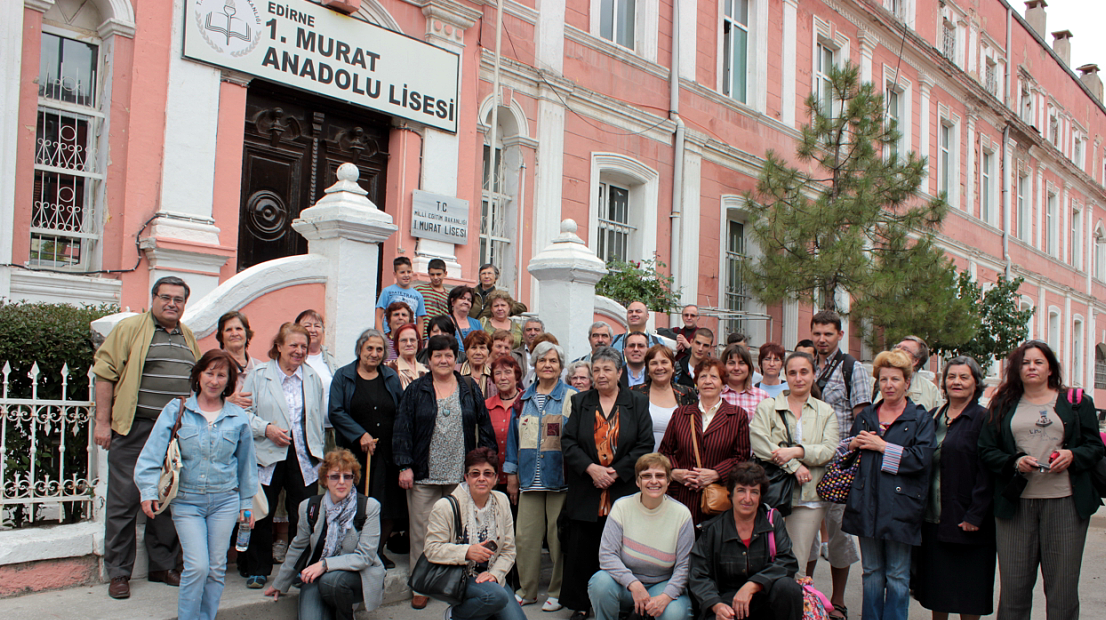 EDİRNE
1. MURAT
ANADOLU LİSESİ
T.C.
MİLLİ EĞİTİM BAKANLIĞI
I. MURAT LİSESİ